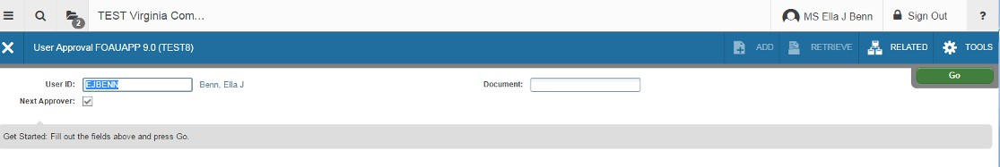 2 TEST Virginia Com... MS Ella J Benn Sign Out ?
User Approval FOAUAPP 9.0 (TEST8) ADD RETRIEVE RELATED TOOLS
Go
User ID: EJBENN Benn, Ella J Document:
Next Approver:
Get Started: Fill out the fields above and press Go.